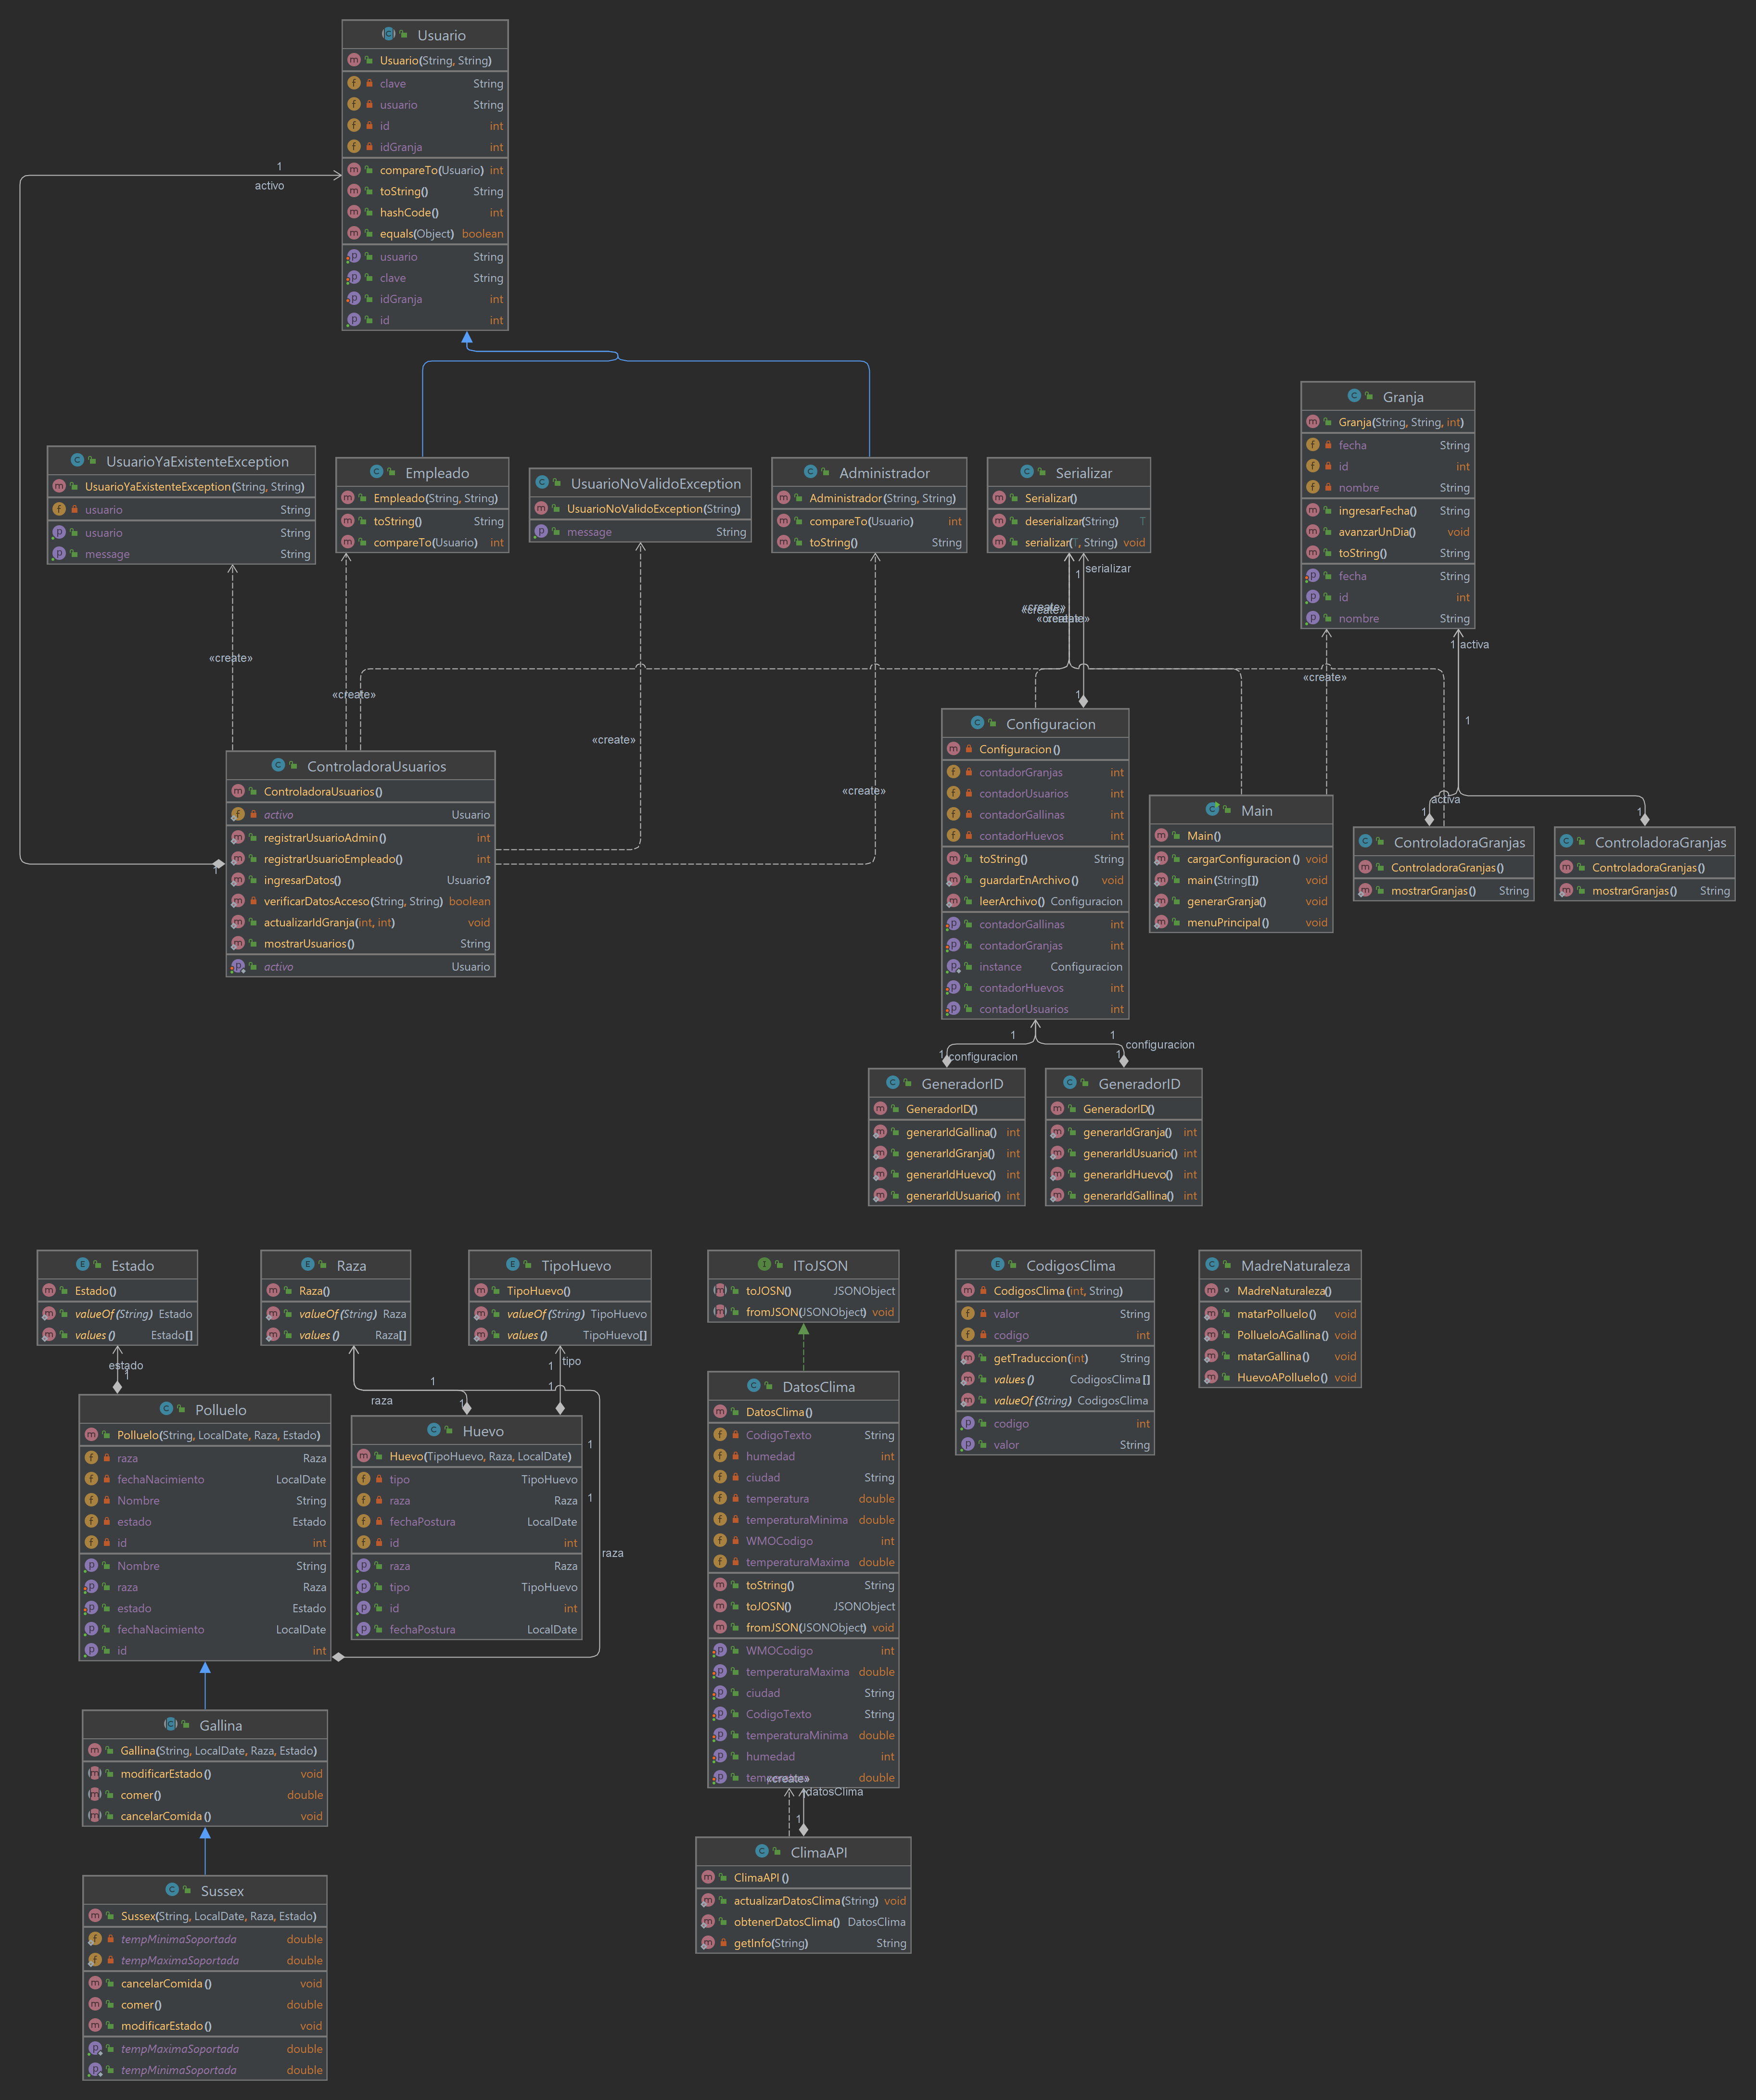 Usuario
Usuario(String, String)
clave String
usuario String
id int
idGranja int
compareTo(Usuario) int
toString() String
hashCode() int
equals(Object) boolean
usuario String
clave String
idGranja int
id int
1
activo
UsuarioYaExistenteException
UsuarioYaExistenteException(String, String)
usuario String
usuario String
message String
Empleado
Empleado(String, String)
toString() String
compareTo(Usuario) int
UsuarioNoValidoException
UsuarioNoValidoException(String)
message String
Administrador
Administrador(String, String)
compareTo(Usuario) int
toString() String
Serializar
Serializar()
deserializar(String) T
serializar(T, String) void
Granja
Granja(String, String, int)
fecha String
id int
nombre String
ingresarFecha() String
avanzarUnDia() void
toString() String
fecha String
id int
nombre String
1
serializar
«create»
«create»
«create»
«create»
1 activa
«create»
«create»
«create»
1
1
«create»
«create»
ControladoraUsuarios
ControladoraUsuarios()
activo Usuario
registrarUsuarioAdmin() int
registrarUsuarioEmpleado() int
ingresarDatos() Usuario?
verificarDatosAcceso(String, String) boolean
actualizarIdGranja(int, int) void
mostrarUsuarios() String
activo Usuario
1
Configuracion
Configuracion()
contadorGranjas int
contadorUsuarios int
contadorGallinas int
contadorHuevos int
toString() String
guardarEnArchivo() void
leerArchivo() Configuracion
contadorGallinas int
contadorGranjas int
instance Configuracion
contadorHuevos int
contadorUsuarios int
Main
Main()
cargarConfiguracion() void
main(String[]) void
generarGranja() void
menuPrincipal() void
activa
1
1
ControladoraGranjas
ControladoraGranjas()
mostrarGranjas() String
ControladoraGranjas
ControladoraGranjas()
mostrarGranjas() String
1
1
1 configuracion
configuracion
1
GeneradorID
GeneradorID()
generarIdGallina() int
generarIdGranja() int
generarIdHuevo() int
generarIdUsuario() int
GeneradorID
GeneradorID()
generarIdGranja() int
generarIdUsuario() int
generarIdHuevo() int
generarIdGallina() int
Estado
Estado()
valueOf(String) Estado
values() Estado[]
Raza
Raza()
valueOf(String) Raza
values() Raza[]
TipoHuevo
TipoHuevo()
valueOf(String) TipoHuevo
values() TipoHuevo[]
IToJSON
toJOSN() JSONObject
fromJSON(JSONObject) void
CodigosClima
CodigosClima(int, String)
valor String
codigo int
getTraduccion(int) String
values() CodigosClima[]
valueOf(String) CodigosClima
codigo int
valor String
MadreNaturaleza
MadreNaturaleza()
matarPolluelo() void
PollueloAGallina() void
matarGallina() void
HuevoAPolluelo() void
estado
1
1
raza
1
1
tipo
1
1
1
raza
Polluelo
Polluelo(String, LocalDate, Raza, Estado)
raza Raza
fechaNacimiento LocalDate
Nombre String
estado Estado
id int
Nombre String
raza Raza
estado Estado
fechaNacimiento LocalDate
id int
Huevo
Huevo(TipoHuevo, Raza, LocalDate)
tipo TipoHuevo
raza Raza
fechaPostura LocalDate
id int
raza Raza
tipo TipoHuevo
id int
fechaPostura LocalDate
DatosClima
DatosClima()
CodigoTexto String
humedad int
ciudad String
temperatura double
temperaturaMinima double
WMOCodigo int
temperaturaMaxima double
toString() String
toJOSN() JSONObject
fromJSON(JSONObject) void
WMOCodigo int
temperaturaMaxima double
ciudad String
CodigoTexto String
temperaturaMinima double
humedad int
temperatura double
«create»
datosClima
1
Gallina
Gallina(String, LocalDate, Raza, Estado)
modificarEstado() void
comer() double
cancelarComida() void
ClimaAPI
ClimaAPI()
actualizarDatosClima(String) void
obtenerDatosClima() DatosClima
getInfo(String) String
Sussex
Sussex(String, LocalDate, Raza, Estado)
tempMinimaSoportada double
tempMaximaSoportada double
cancelarComida() void
comer() double
modificarEstado() void
tempMaximaSoportada double
tempMinimaSoportada double